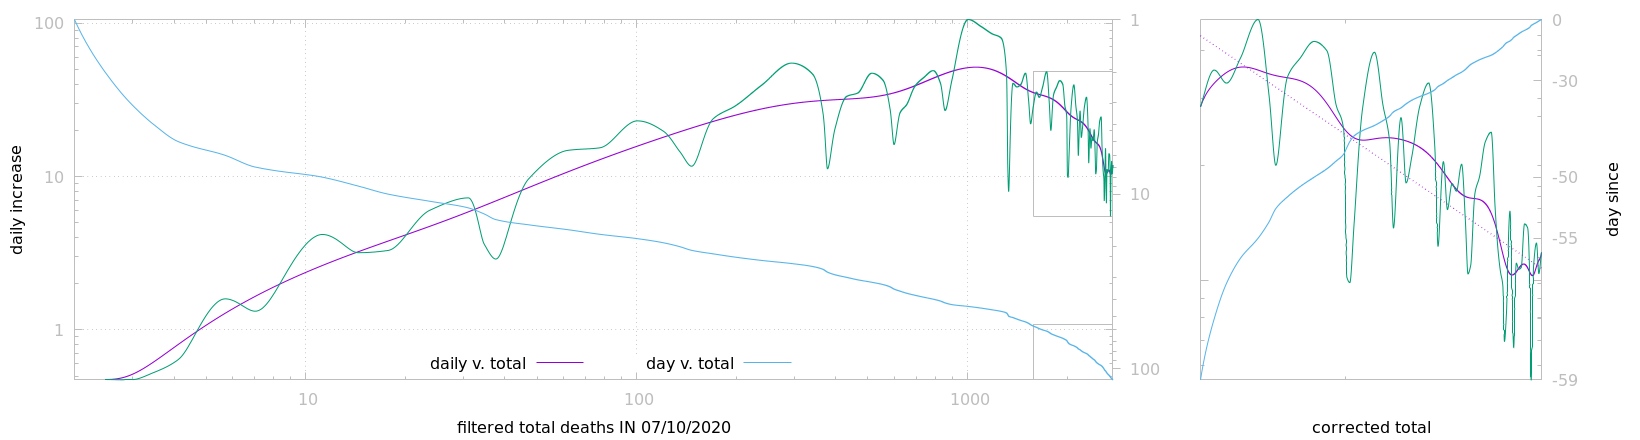 100
10
1
daily increase
10
100
1000
filtered total deaths IN 07/10/2020
daily v. total
day v. total
1
10
100
0
-30
-50
-55
-59
day since
corrected total